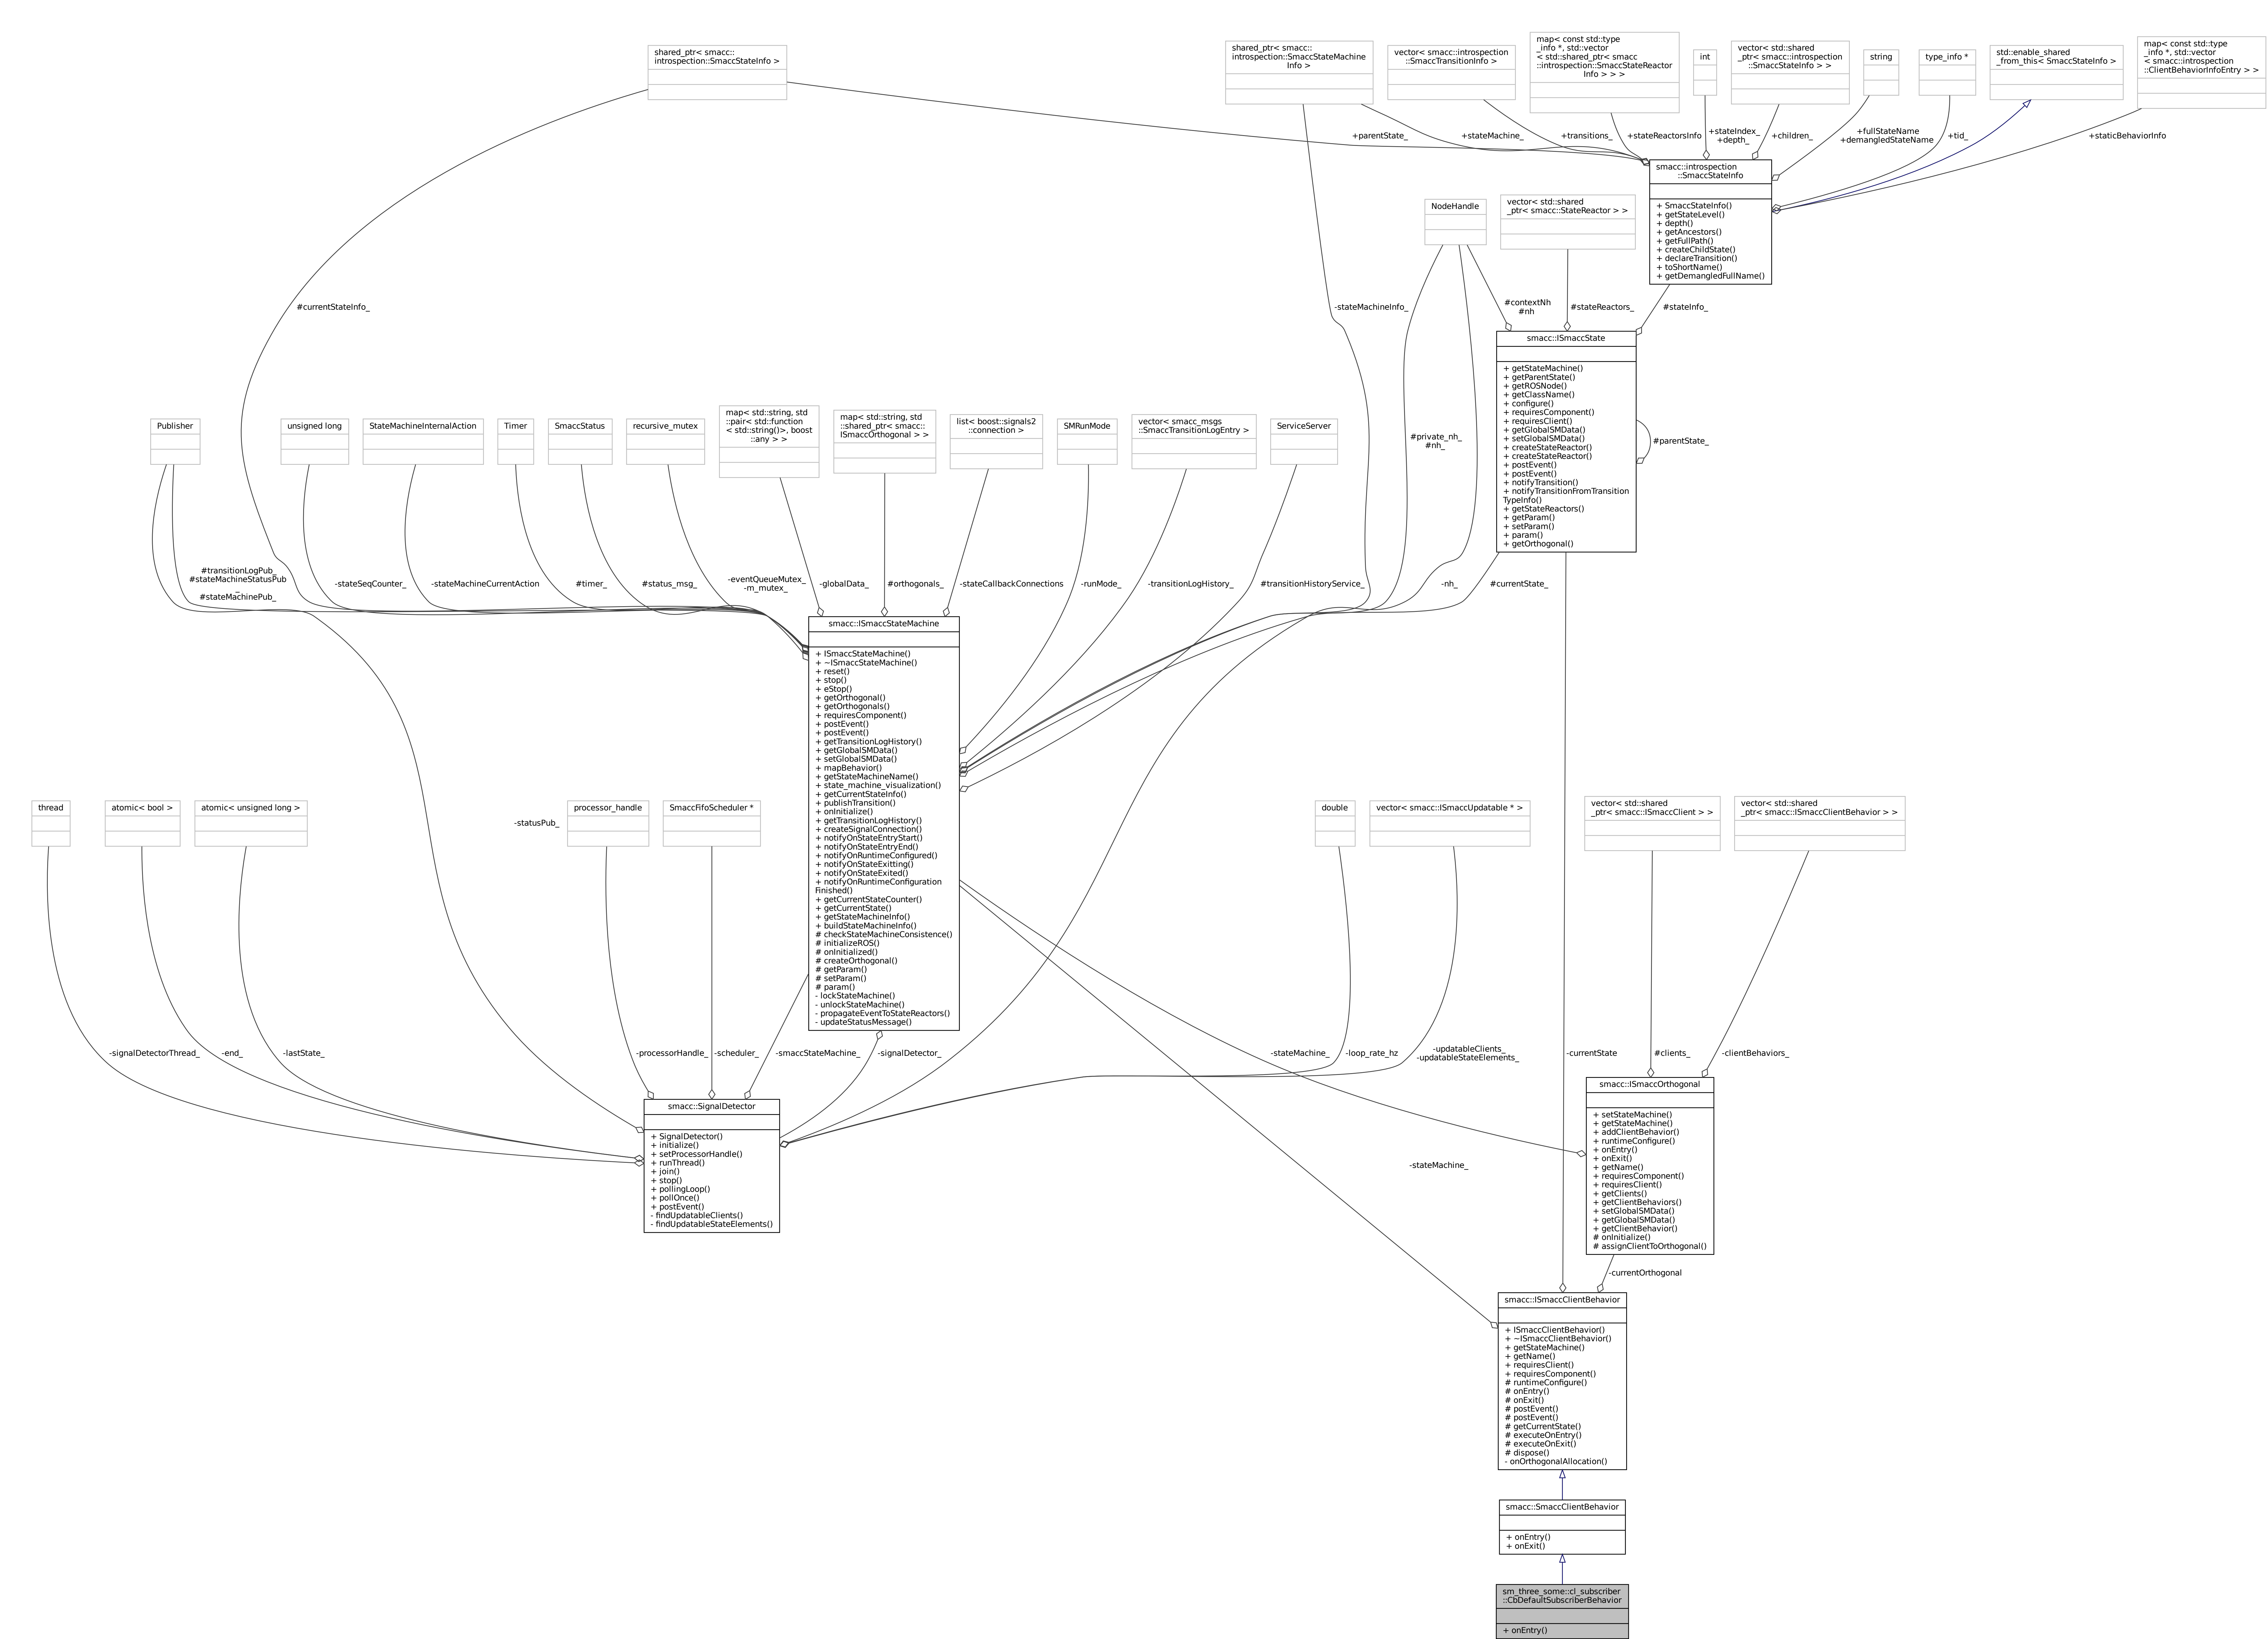 shared_ptr< smacc::
introspection::SmaccStateInfo >
shared_ptr< smacc::
introspection::SmaccStateMachine
Info >
vector< smacc::introspection
::SmaccTransitionInfo >
map< const std::type
_info *, std::vector
< std::shared_ptr< smacc
::introspection::SmaccStateReactor
Info > > >
int
vector< std::shared
_ptr< smacc::introspection
::SmaccStateInfo > >
string
type_info *
std::enable_shared
_from_this< SmaccStateInfo >
map< const std::type
_info *, std::vector
< smacc::introspection
::ClientBehaviorInfoEntry > >
+parentState_
+stateMachine_
+transitions_
+stateReactorsInfo
+stateIndex_
+depth_
+children_
+fullStateName
+demangledStateName
+tid_
+staticBehaviorInfo
smacc::introspection
::SmaccStateInfo
+ SmaccStateInfo()
+ getStateLevel()
+ depth()
+ getAncestors()
+ getFullPath()
+ createChildState()
+ declareTransition()
+ toShortName()
+ getDemangledFullName()
NodeHandle
vector< std::shared
_ptr< smacc::StateReactor > >
#currentStateInfo_
-stateMachineInfo_
#contextNh
#nh
#stateReactors_
#stateInfo_
smacc::ISmaccState
+ getStateMachine()
+ getParentState()
+ getROSNode()
+ getClassName()
+ configure()
+ requiresComponent()
+ requiresClient()
+ getGlobalSMData()
+ setGlobalSMData()
+ createStateReactor()
+ createStateReactor()
+ postEvent()
+ postEvent()
+ notifyTransition()
+ notifyTransitionFromTransition
TypeInfo()
+ getStateReactors()
+ getParam()
+ setParam()
+ param()
+ getOrthogonal()
#parentState_
#private_nh_
#nh_
Publisher
unsigned long
StateMachineInternalAction
Timer
SmaccStatus
recursive_mutex
map< std::string, std
::pair< std::function
< std::string()>, boost
::any > >
map< std::string, std
::shared_ptr< smacc::
ISmaccOrthogonal > >
list< boost::signals2
::connection >
SMRunMode
vector< smacc_msgs
::SmaccTransitionLogEntry >
ServiceServer
#transitionLogPub_
#stateMachineStatusPub
_
#stateMachinePub_
-stateSeqCounter_
-stateMachineCurrentAction
#timer_
#status_msg_
-eventQueueMutex_
-m_mutex_
-globalData_
#orthogonals_
-stateCallbackConnections
-runMode_
-transitionLogHistory_
#transitionHistoryService_
-nh_
#currentState_
smacc::ISmaccStateMachine
+ ISmaccStateMachine()
+ ~ISmaccStateMachine()
+ reset()
+ stop()
+ eStop()
+ getOrthogonal()
+ getOrthogonals()
+ requiresComponent()
+ postEvent()
+ postEvent()
+ getTransitionLogHistory()
+ getGlobalSMData()
+ setGlobalSMData()
+ mapBehavior()
+ getStateMachineName()
+ state_machine_visualization()
+ getCurrentStateInfo()
+ publishTransition()
+ onInitialize()
+ getTransitionLogHistory()
+ createSignalConnection()
+ notifyOnStateEntryStart()
+ notifyOnStateEntryEnd()
+ notifyOnRuntimeConfigured()
+ notifyOnStateExitting()
+ notifyOnStateExited()
+ notifyOnRuntimeConfiguration
Finished()
+ getCurrentStateCounter()
+ getCurrentState()
+ getStateMachineInfo()
+ buildStateMachineInfo()
# checkStateMachineConsistence()
# initializeROS()
# onInitialized()
# createOrthogonal()
# getParam()
# setParam()
# param()
- lockStateMachine()
- unlockStateMachine()
- propagateEventToStateReactors()
- updateStatusMessage()
thread
atomic< bool >
atomic< unsigned long >
-statusPub_
processor_handle
SmaccFifoScheduler *
double
vector< smacc::ISmaccUpdatable * >
vector< std::shared
_ptr< smacc::ISmaccClient > >
vector< std::shared
_ptr< smacc::ISmaccClientBehavior > >
-signalDetectorThread_
-end_
-lastState_
-processorHandle_
-scheduler_
-smaccStateMachine_
-signalDetector_
-stateMachine_
-loop_rate_hz
-updatableClients_
-updatableStateElements_
-currentState
#clients_
-clientBehaviors_
smacc::SignalDetector
+ SignalDetector()
+ initialize()
+ setProcessorHandle()
+ runThread()
+ join()
+ stop()
+ pollingLoop()
+ pollOnce()
+ postEvent()
- findUpdatableClients()
- findUpdatableStateElements()
smacc::ISmaccOrthogonal
+ setStateMachine()
+ getStateMachine()
+ addClientBehavior()
+ runtimeConfigure()
+ onEntry()
+ onExit()
+ getName()
+ requiresComponent()
+ requiresClient()
+ getClients()
+ getClientBehaviors()
+ setGlobalSMData()
+ getGlobalSMData()
+ getClientBehavior()
# onInitialize()
# assignClientToOrthogonal()
-stateMachine_
-currentOrthogonal
smacc::ISmaccClientBehavior
+ ISmaccClientBehavior()
+ ~ISmaccClientBehavior()
+ getStateMachine()
+ getName()
+ requiresClient()
+ requiresComponent()
# runtimeConfigure()
# onEntry()
# onExit()
# postEvent()
# postEvent()
# getCurrentState()
# executeOnEntry()
# executeOnExit()
# dispose()
- onOrthogonalAllocation()
smacc::SmaccClientBehavior
+ onEntry()
+ onExit()
sm_three_some::cl_subscriber
::CbDefaultSubscriberBehavior
+ onEntry()